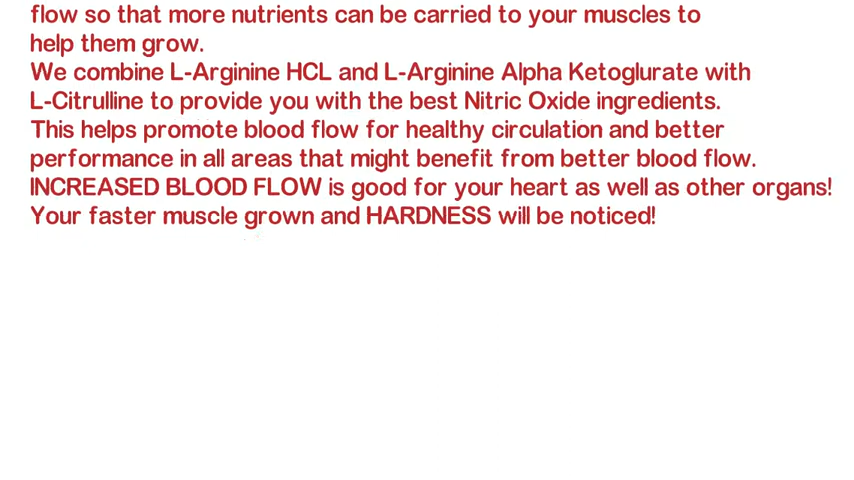 flow so that more nutrients can be carried to your muscles to
help them grow.
We combine L-Arginine HCL and L-Arginine Alpha Ketoglurate with
L-Citrulline to provide you with the best Nitric Oxide ingredients.
This helps promote blood flow for healthy circulation and better
performance in all areas that might benefit from better blood flow.
INCREASED BLOOD FLOW is good for your heart as well as other organs!
Your faster muscle grown and HARDNESS will be noticed!